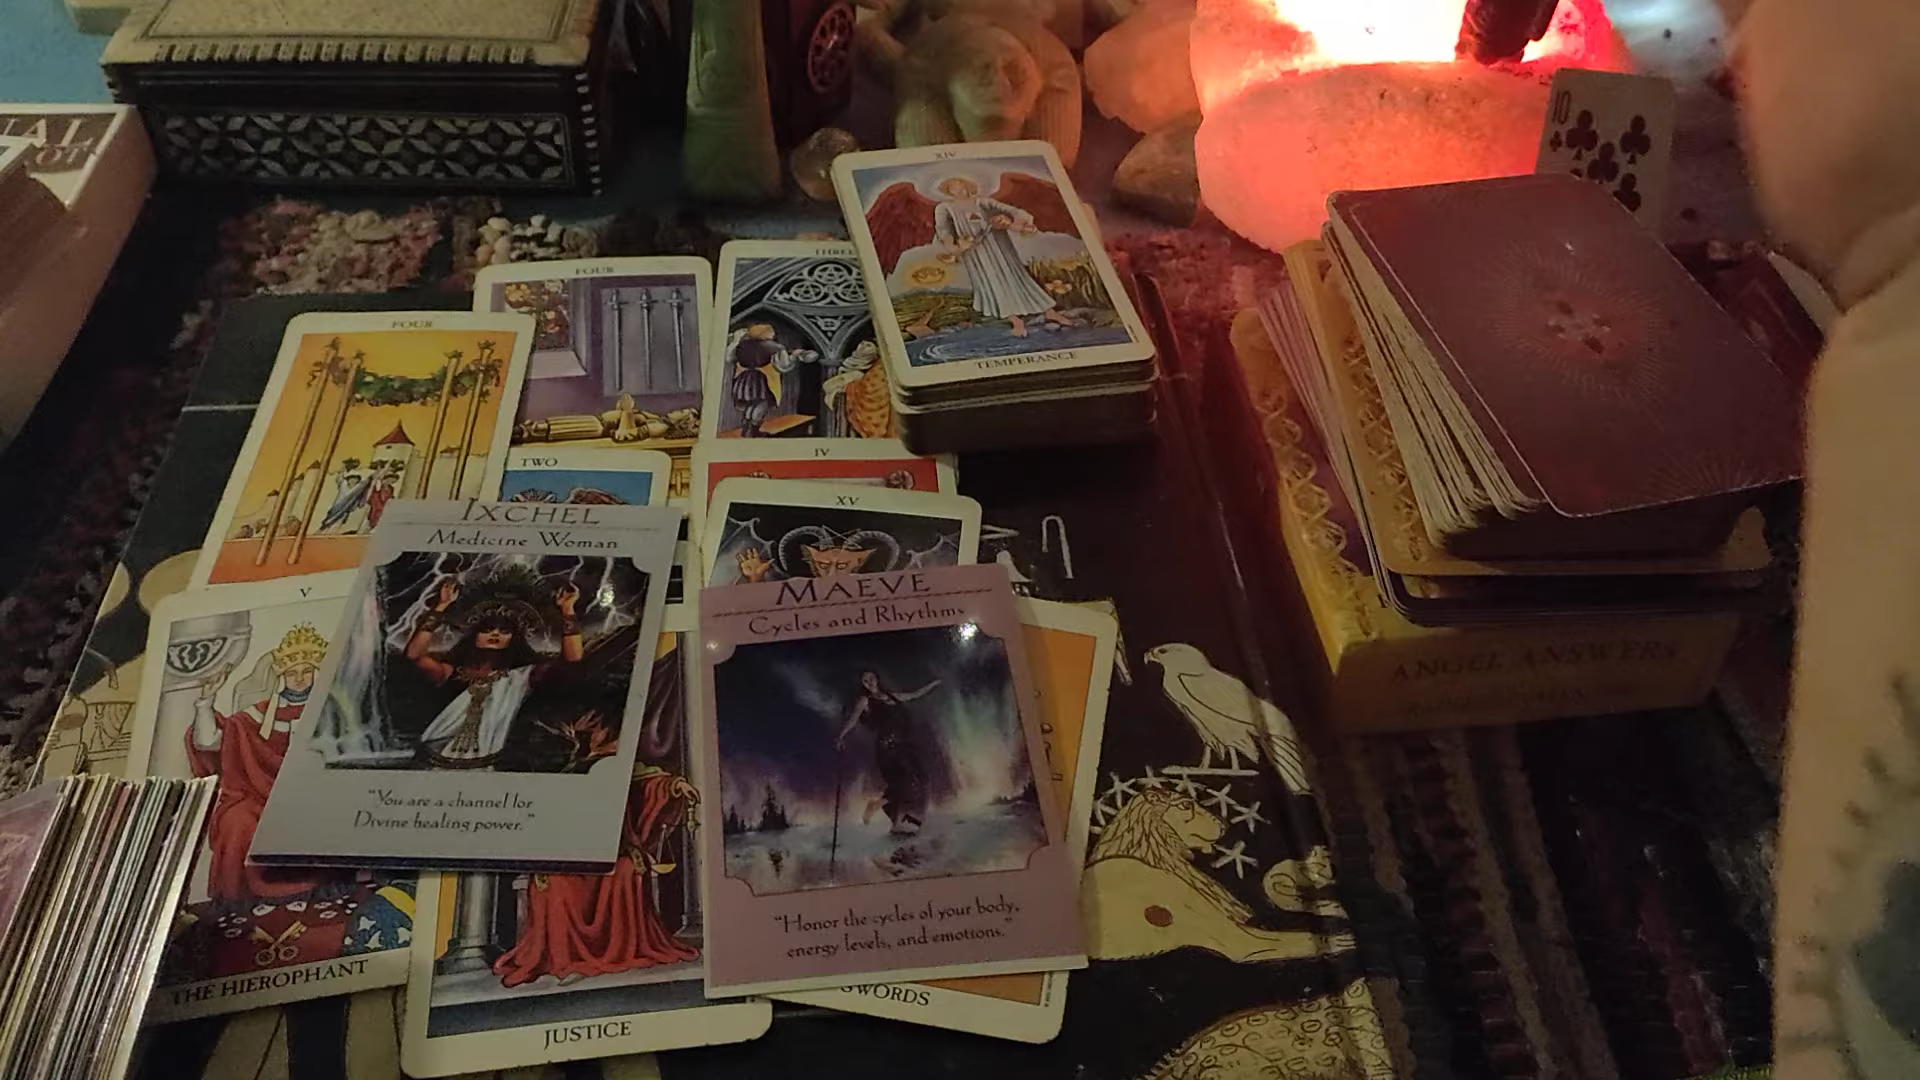 IAL
OT
10
XIV
TEMPERANCE
FOUR
THREE
FOUR
TWO
IV
XV
IXCHEL
Medicine Woman
"You are a channel for
Divine healing power."
MAEVE
Cycles and Rhythms
"Honor the cycles of your body,
energy levels, and emotions."
V
THE HIEROPHANT
JUSTICE
SWORDS
ANGEL ANSWERS